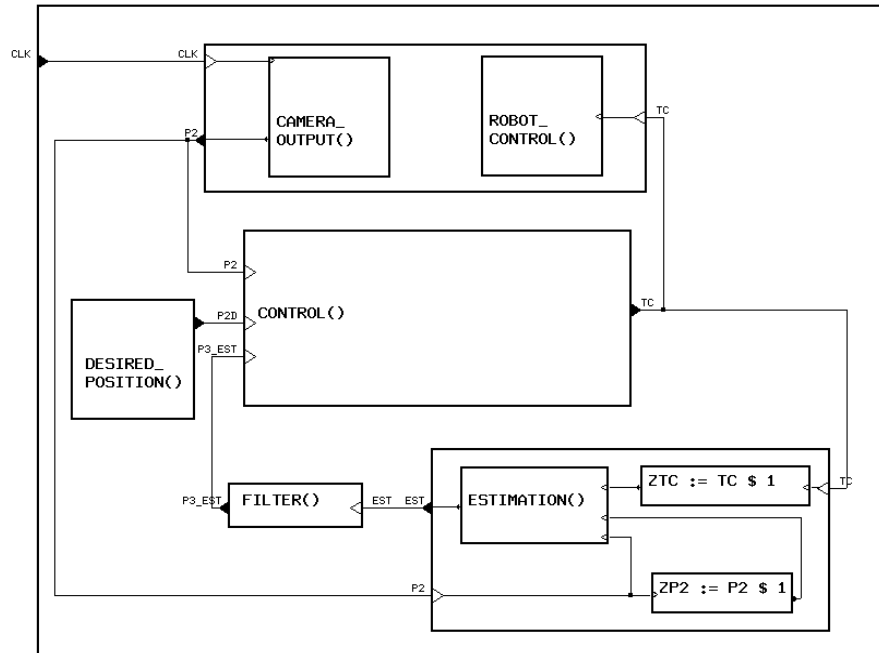 CLK
CLK
CAMERA_
OUTPUT()
ROBOT_
CONTROL()
TC
P2
P2
CONTROL()
TC
P2D
P3_EST
DESIRED_
POSITION()
P3_EST
FILTER()
EST
EST
ESTIMATION()
ZTC := TC $ 1
TC
P2
ZP2 := P2 $ 1